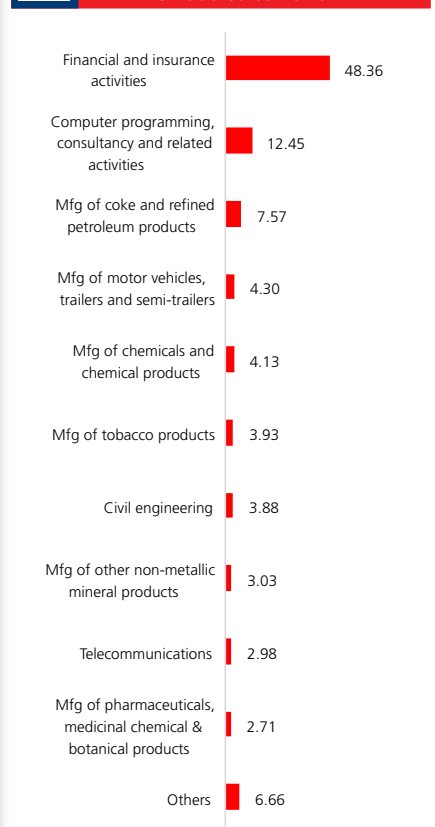 Financial and insurance
activities
48.36
Computer programming,
consultancy and related
activities
12.45
Mfg of coke and refined
petroleum products
7.57
Mfg of motor vehicles,
trailers and semi-trailers
4.30
Mfg of chemicals and
chemical products
4.13
Mfg of tobacco products
3.93
Civil engineering
3.88
Mfg of other non-metallic
mineral products
3.03
Telecommunications
2.98
Mfg of pharmaceuticals,
medicinal chemical &
botanical products
2.71
Others
6.66